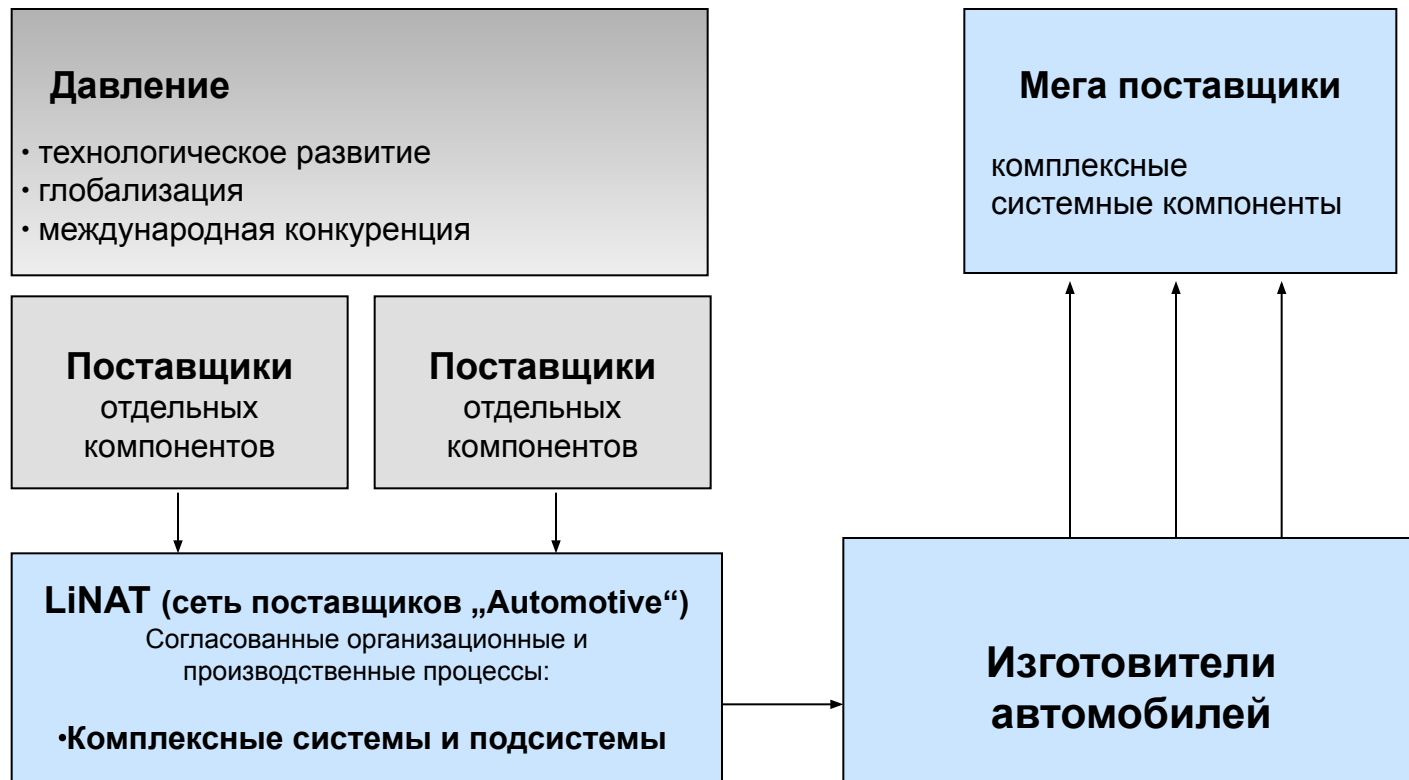 Давление
· технологическое развитие
· глобализация
· международная конкуренция
Мега поставщики
комплексные
системные компоненты
Поставщики
отдельных
компонентов
Поставщики
отдельных
компонентов
LiNAT (сеть поставщиков „Automotive“)
Согласованные организационные и
производственные процессы:
·Комплексные системы и подсистемы
Изготовители
автомобилей